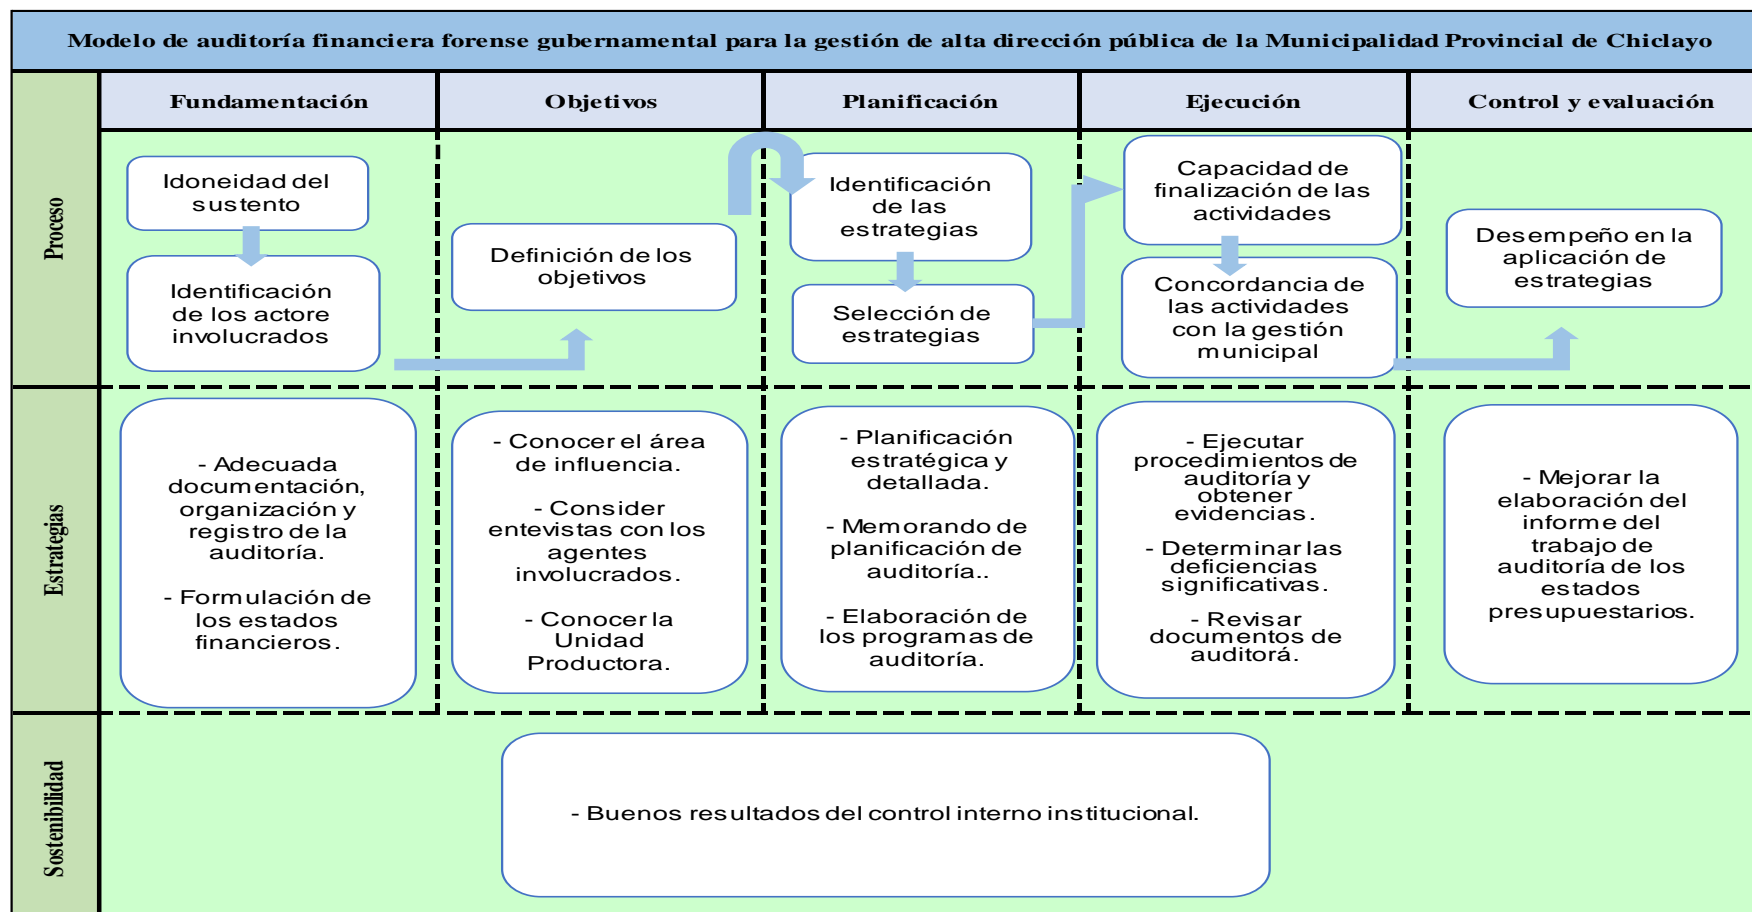 Modelo de auditoría financiera forense gubernamental para la gestión de alta dirección pública de la Municipalidad Provincial de Chiclayo
Fundamentación
Objetivos
Planificación
Ejecución
Control y evaluación
Proceso
Idoneidad del
sustento
Identificación
de los actore
involucrados
Definición de los
objetivos
Identificación
de las
estrategias
Selección de
estrategias
Capacidad de
finalización de las
actividades
Concordancia de
las actividades
con la gestión
municipal
Desempeño en la
aplicación de
estrategias
Estrategias
- Adecuada
documentación,
organización y
registro de la
auditoría.
- Formulación de
los estados
financieros.
- Conocer el área
de influencia.
- Consider
entevistas con los
agentes
involucrados.
- Conocer la
Unidad
Productora.
- Planificación
estratégica y
detallada.
- Memorando de
planificación de
auditoría..
- Elaboración de
los programas de
auditoría.
- Ejecutar
procedimientos de
auditoría y
obtener
evidencias.
- Determinar las
deficiencias
significativas.
- Revisar
documentos de
auditorá.
- Mejorar la
elaboración del
informe del
trabajo de
auditoría de los
estados
presupuestarios.
Sostenibilidad
- Buenos resultados del control interno institucional.